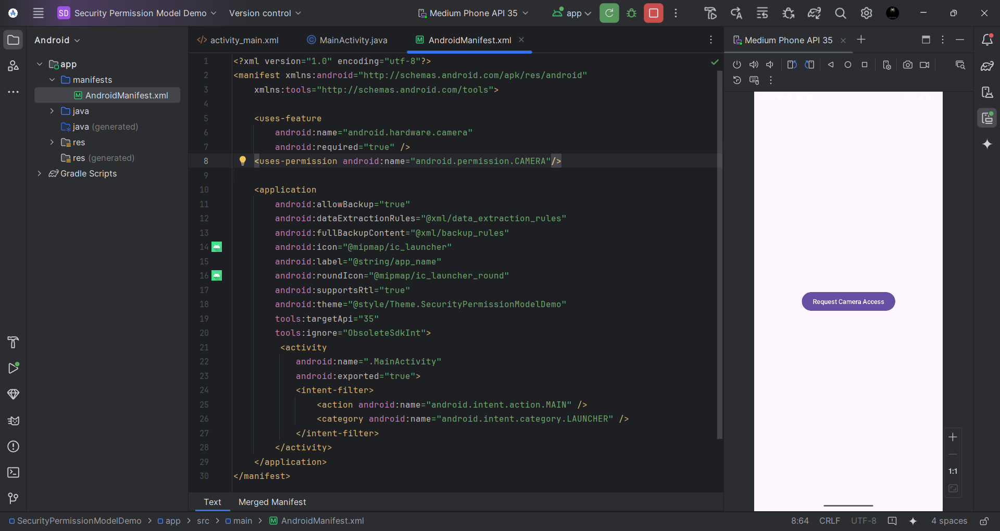 SD Security Permission Model Demo Version control Medium Phone API 35 app
Android
app
manifests
AndroidManifest.xml
java
java (generated)
res
res (generated)
Gradle Scripts
activity_main.xml MainActivity.java AndroidManifest.xml
1 <?xml version="1.0" encoding="utf-8"?>
2 <manifest xmlns:android="http://schemas.android.com/apk/res/android"
3     xmlns:tools="http://schemas.android.com/tools">
4
5     <uses-feature
6         android:name="android.hardware.camera"
7         android:required="true" />
8     <uses-permission android:name="android.permission.CAMERA"/>
9
10     <application
11         android:allowBackup="true"
12         android:dataExtractionRules="@xml/data_extraction_rules"
13         android:fullBackupContent="@xml/backup_rules"
14         android:icon="@mipmap/ic_launcher"
15         android:label="@string/app_name"
16         android:roundIcon="@mipmap/ic_launcher_round"
17         android:supportsRtl="true"
18         android:theme="@style/Theme.SecurityPermissionModelDemo"
19         tools:targetApi="35"
20         tools:ignore="ObsoleteSdkInt">
21          <activity
22             android:name=".MainActivity"
23             android:exported="true">
24             <intent-filter>
25                 <action android:name="android.intent.action.MAIN" />
26                 <category android:name="android.intent.category.LAUNCHER" />
27             </intent-filter>
28         </activity>
29     </application>
30 </manifest>
Text Merged Manifest
Medium Phone API 35
Request Camera Access
1:1
SecurityPermissionModelDemo > app > src > main > AndroidManifest.xml
8:64 CRLF UTF-8 4 spaces